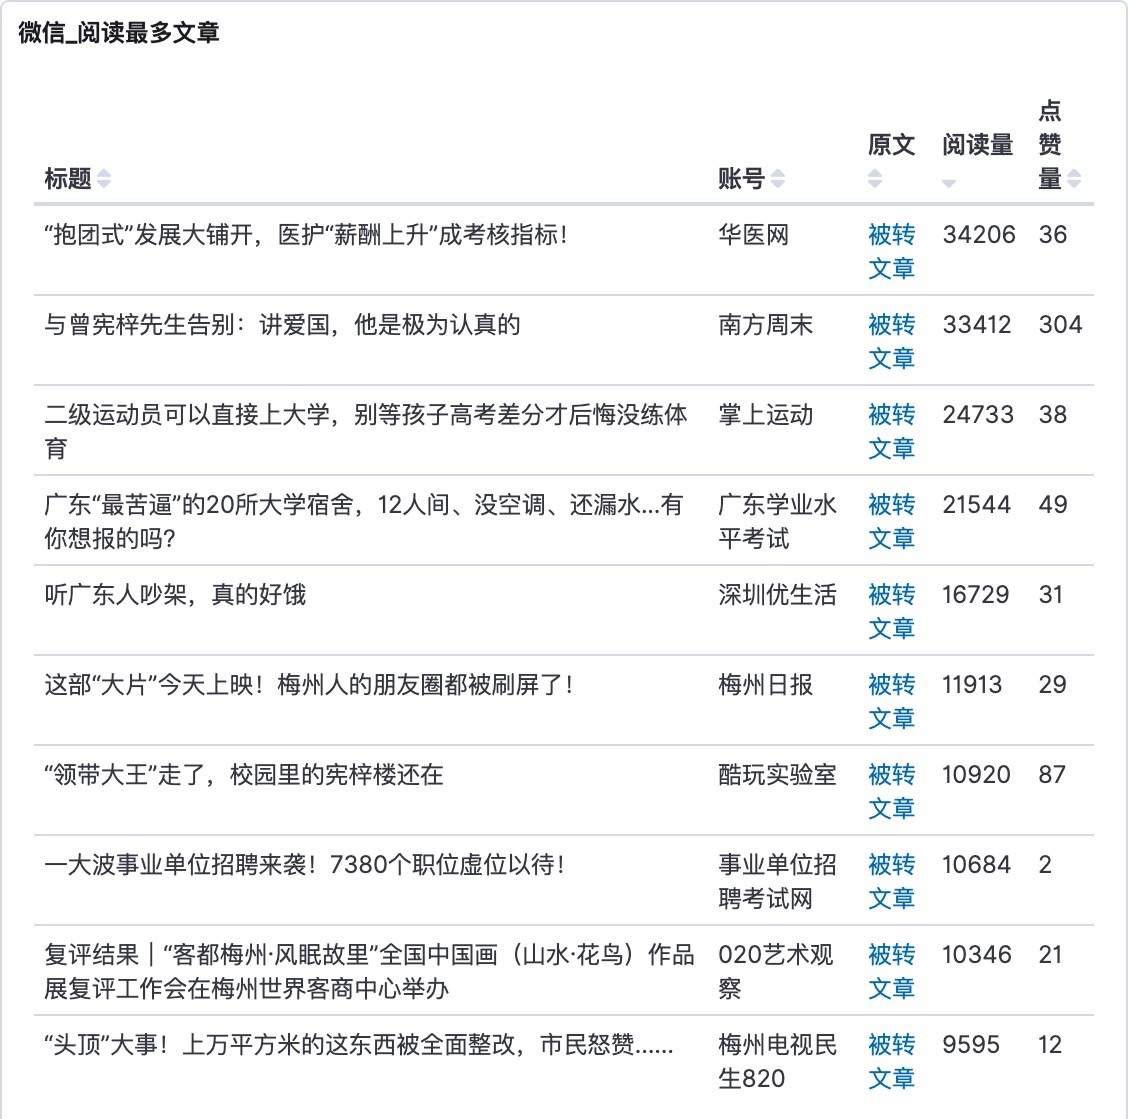 微信_阅读最多文章
标题 账号 原文 阅读量 点赞量
“抱团式”发展大铺开，医护“薪酬上升”成考核指标！ 华医网 被转 34206 36
文章
与曾宪梓先生告别：讲爱国，他是极为认真的 南方周末 被转 33412 304
文章
二级运动员可以直接上大学，别等孩子高考差分才后悔没练体 掌上运动 被转 24733 38
育 文章
广东“最苦逼”的20所大学宿舍，12人间、没空调、还漏水...有 广东学业水 被转 21544 49
你想报的吗? 平考试 文章
听广东人吵架，真的好饿 深圳优生活 被转 16729 31
文章
这部“大片”今天上映！梅州人的朋友圈都被刷屏了！ 梅州日报 被转 11913 29
文章
“领带大王”走了，校园里的宪梓楼还在 酷玩实验室 被转 10920 87
文章
一大波事业单位招聘来袭！7380个职位虚位以待！ 事业单位招 被转 10684 2
聘考试网 文章
复评结果｜“客都梅州·风眠故里”全国中国画（山水·花鸟）作品 020艺术观 被转 10346 21
展复评工作会在梅州世界客商中心举办 察 文章
“头顶”大事！上万平方米的这东西被全面整改，市民怒赞…… 梅州电视民 被转 9595 12
生820 文章